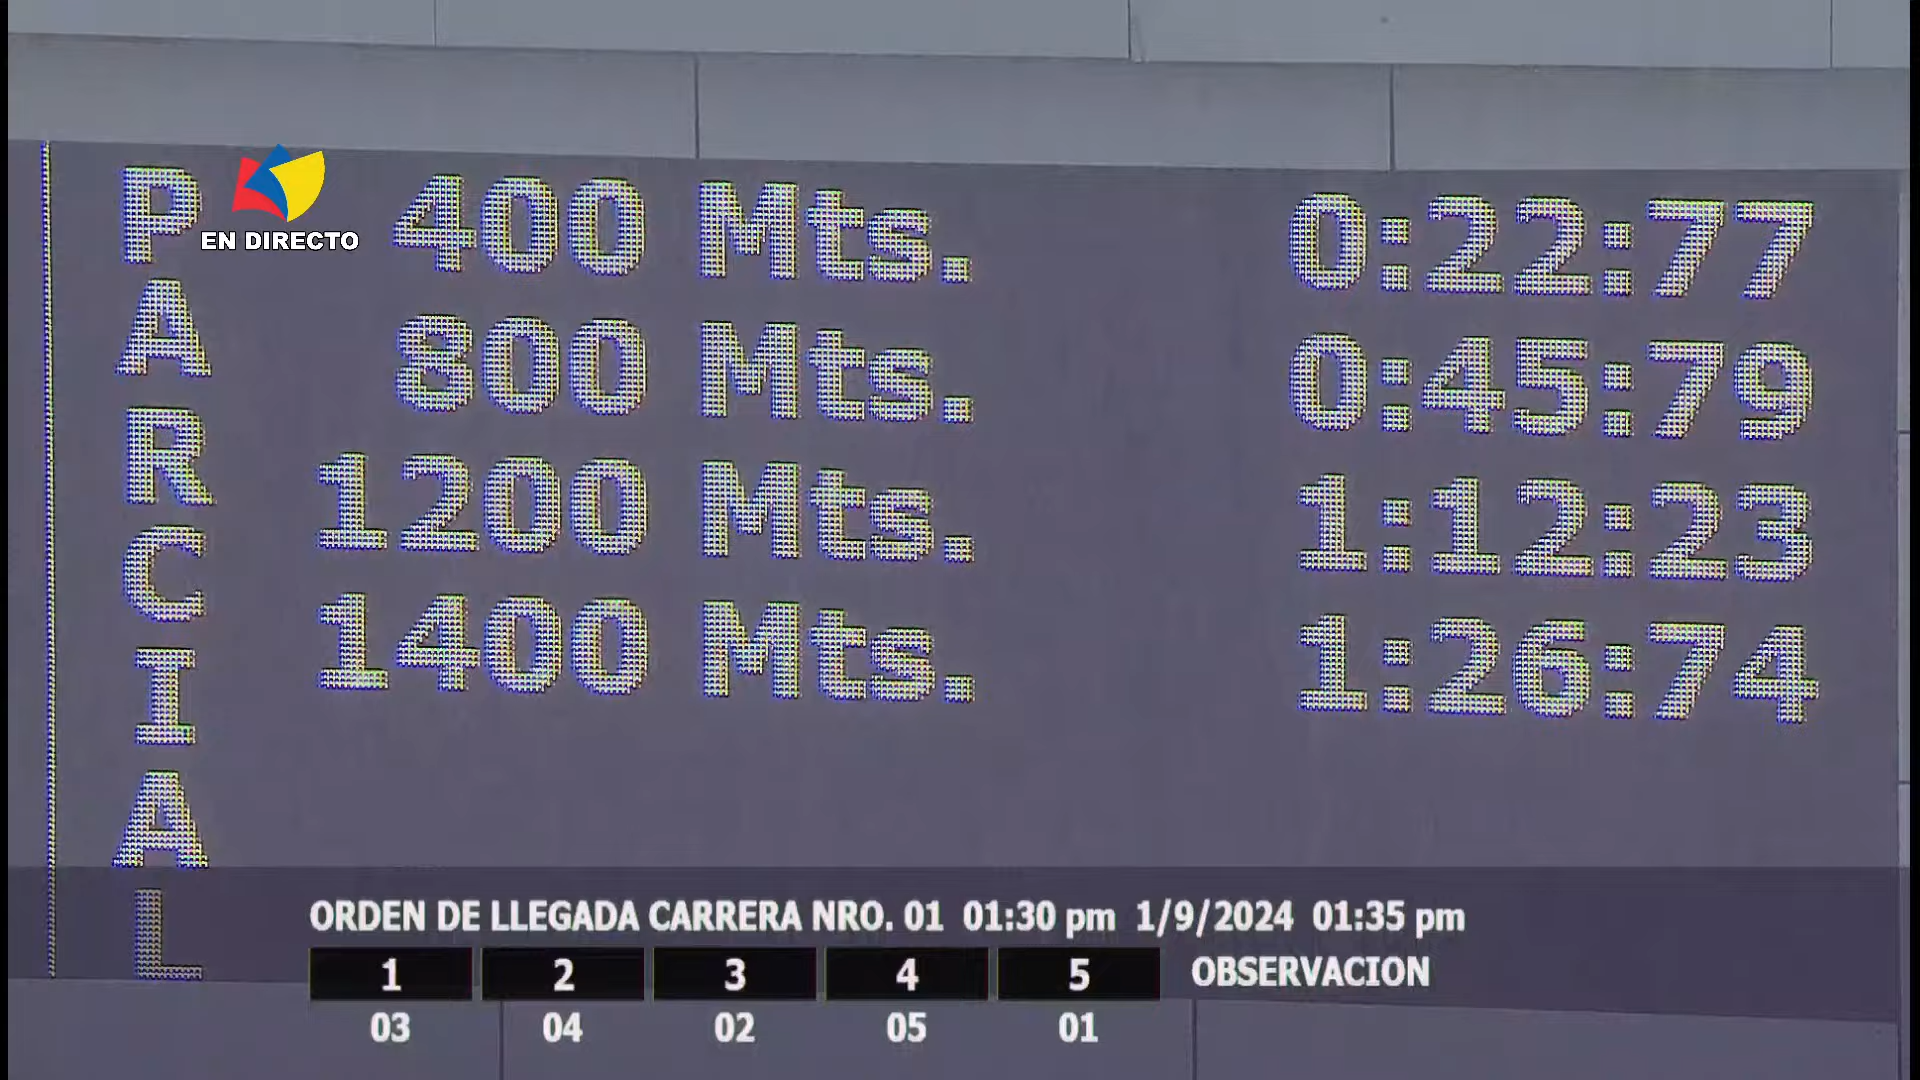 PARCIAL
EN DIRECTO
400 Mts. 0:22:77
800 Mts. 0:45:79
1200 Mts. 1:12:23
1400 Mts. 1:26:74
ORDEN DE LLEGADA CARRERA NRO. 01 01:30 pm 1/9/2024 01:35 pm
1 2 3 4 5 OBSERVACION
03 04 02 05 01